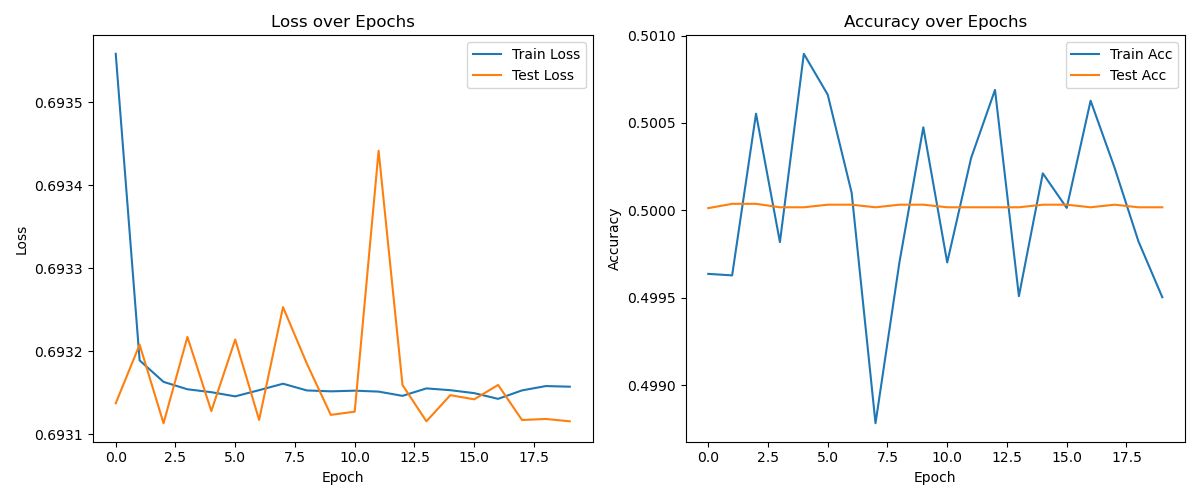 Loss over Epochs
Train Loss
Test Loss
0.6935
0.6934
0.6933
0.6932
0.6931
Loss
0.0 2.5 5.0 7.5 10.0 12.5 15.0 17.5
Epoch
Accuracy over Epochs
Train Acc
Test Acc
0.5010
0.5005
0.5000
0.4995
0.4990
Accuracy
0.0 2.5 5.0 7.5 10.0 12.5 15.0 17.5
Epoch